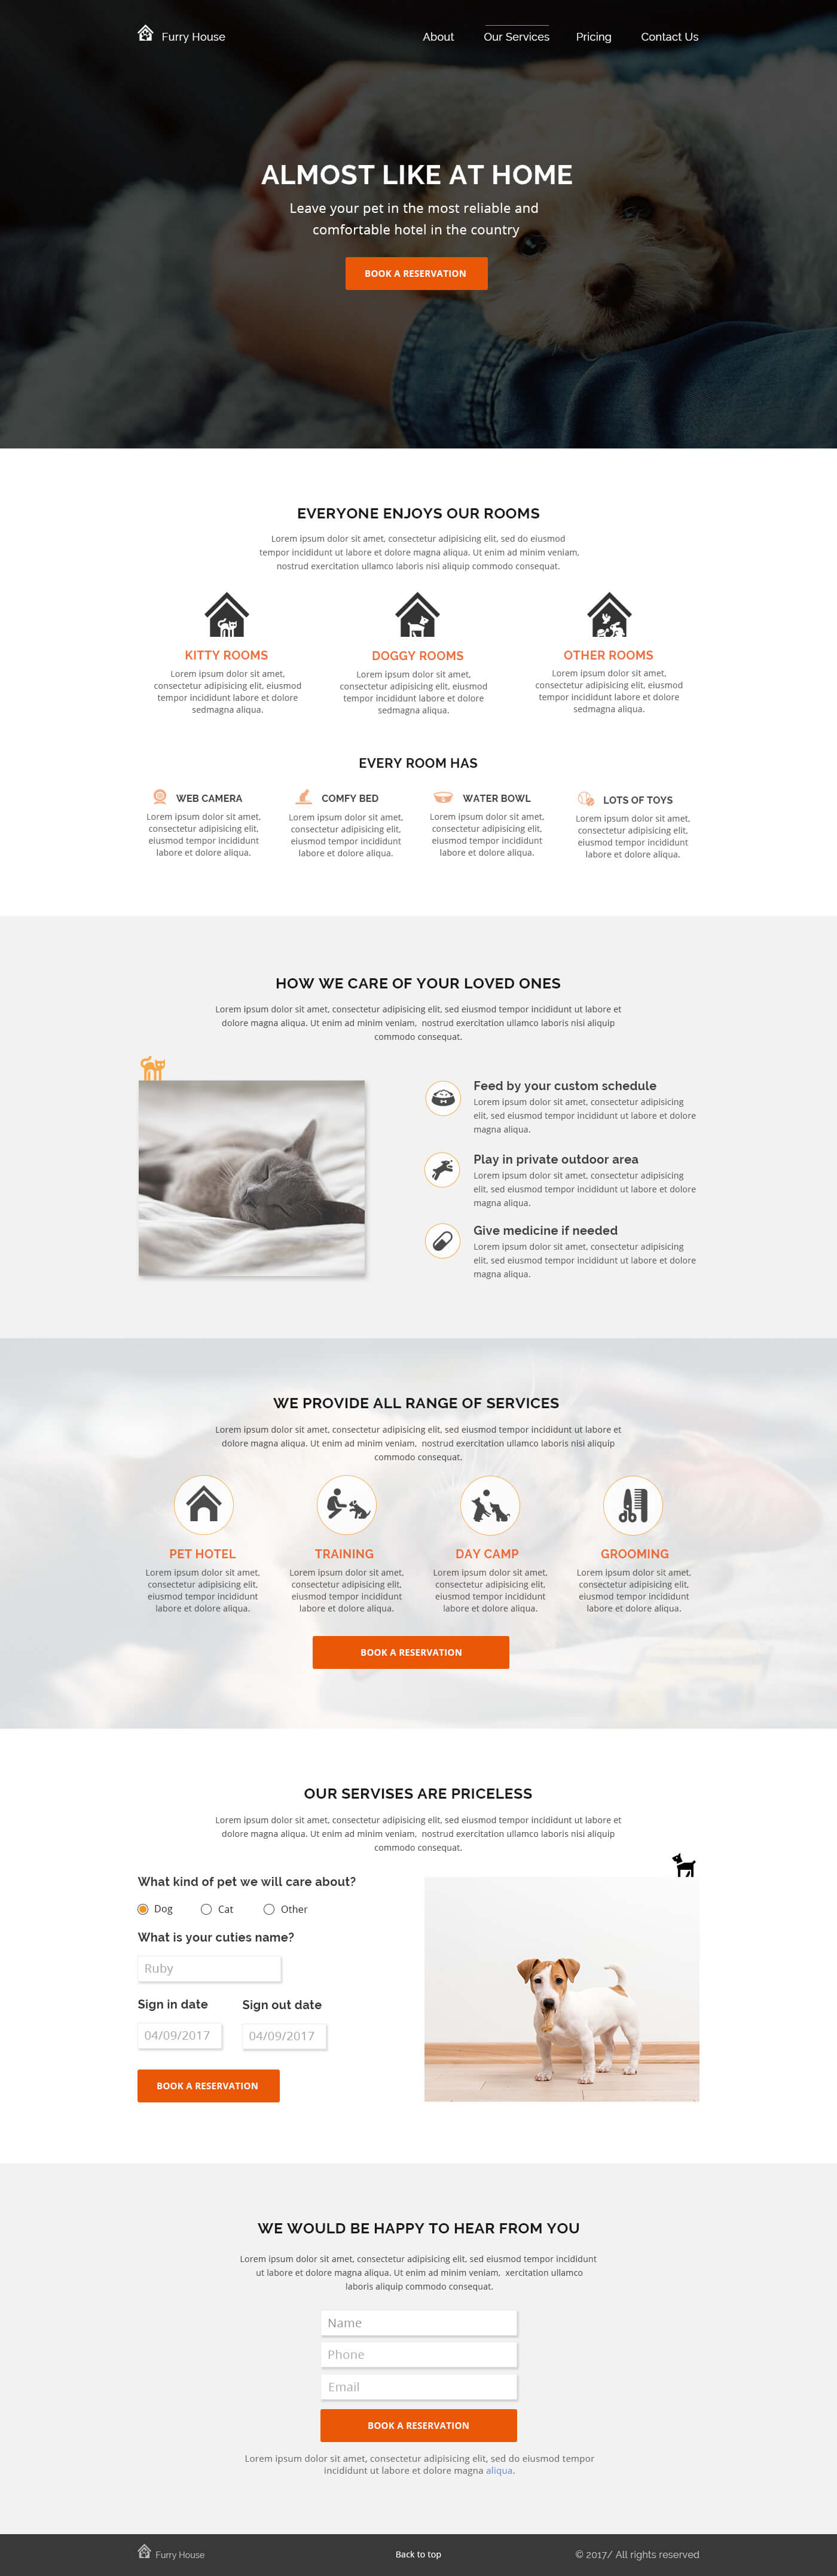 Furry House
About Our Services Pricing Contact Us
ALMOST LIKE AT HOME
Leave your pet in the most reliable and
comfortable hotel in the country
BOOK A RESERVATION
EVERYONE ENJOYS OUR ROOMS
Lorem ipsum dolor sit amet, consectetur adipisicing elit, sed do eiusmod
tempor incididunt ut labore et dolore magna aliqua. Ut enim ad minim veniam,
nostrud exercitation ullamco laboris nisi aliquip commodo consequat.
KITTY ROOMS
Lorem ipsum dolor sit amet,
consectetur adipisicing elit, eiusmod
tempor incididunt labore et dolore
sedmagna aliqua.
DOGGY ROOMS
Lorem ipsum dolor sit amet,
consectetur adipisicing elit, eiusmod
tempor incididunt labore et dolore
sedmagna aliqua.
OTHER ROOMS
Lorem ipsum dolor sit amet,
consectetur adipisicing elit, eiusmod
tempor incididunt labore et dolore
sedmagna aliqua.
EVERY ROOM HAS
WEB CAMERA
Lorem ipsum dolor sit amet,
consectetur adipisicing elit,
eiusmod tempor incididunt
labore et dolore aliqua.
COMFY BED
Lorem ipsum dolor sit amet,
consectetur adipisicing elit,
eiusmod tempor incididunt
labore et dolore aliqua.
WATER BOWL
Lorem ipsum dolor sit amet,
consectetur adipisicing elit,
eiusmod tempor incididunt
labore et dolore aliqua.
LOTS OF TOYS
Lorem ipsum dolor sit amet,
consectetur adipisicing elit,
eiusmod tempor incididunt
labore et dolore aliqua.
HOW WE CARE OF YOUR LOVED ONES
Lorem ipsum dolor sit amet, consectetur adipisicing elit, sed eiusmod tempor incididunt ut labore et
dolore magna aliqua. Ut enim ad minim veniam, nostrud exercitation ullamco laboris nisi aliquip
commodo consequat.
Feed by your custom schedule
Lorem ipsum dolor sit amet, consectetur adipisicing
elit, sed eiusmod tempor incididunt ut labore et dolore
magna aliqua.
Play in private outdoor area
Lorem ipsum dolor sit amet, consectetur adipisicing
elit, sed eiusmod tempor incididunt ut labore et dolore
magna aliqua.
Give medicine if needed
Lorem ipsum dolor sit amet, consectetur adipisicing
elit, sed eiusmod tempor incididunt ut labore et dolore
magna aliqua.
WE PROVIDE ALL RANGE OF SERVICES
Lorem ipsum dolor sit amet, consectetur adipisicing elit, sed eiusmod tempor incididunt ut labore et
dolore magna aliqua. Ut enim ad minim veniam, nostrud exercitation ullamco laboris nisi aliquip
commodo consequat.
PET HOTEL
Lorem ipsum dolor sit amet,
consectetur adipisicing elit,
eiusmod tempor incididunt
labore et dolore aliqua.
TRAINING
Lorem ipsum dolor sit amet,
consectetur adipisicing elit,
eiusmod tempor incididunt
labore et dolore aliqua.
DAY CAMP
Lorem ipsum dolor sit amet,
consectetur adipisicing elit,
eiusmod tempor incididunt
labore et dolore aliqua.
GROOMING
Lorem ipsum dolor sit amet,
consectetur adipisicing elit,
eiusmod tempor incididunt
labore et dolore aliqua.
BOOK A RESERVATION
OUR SERVISES ARE PRICELESS
Lorem ipsum dolor sit amet, consectetur adipisicing elit, sed eiusmod tempor incididunt ut labore et
dolore magna aliqua. Ut enim ad minim veniam, nostrud exercitation ullamco laboris nisi aliquip
commodo consequat.
What kind of pet we will care about?
Dog Cat Other
What is your cuties name?
Ruby
Sign in date Sign out date
04/09/2017 04/09/2017
BOOK A RESERVATION
WE WOULD BE HAPPY TO HEAR FROM YOU
Lorem ipsum dolor sit amet, consectetur adipisicing elit, sed eiusmod tempor incididunt
ut labore et dolore magna aliqua. Ut enim ad minim veniam, xercitation ullamco
laboris aliquip commodo consequat.
Name
Phone
Email
BOOK A RESERVATION
Lorem ipsum dolor sit amet, consectetur adipisicing elit, sed do eiusmod tempor
incididunt ut labore et dolore magna aliqua.
Furry House Back to top © 2017/ All rights reserved